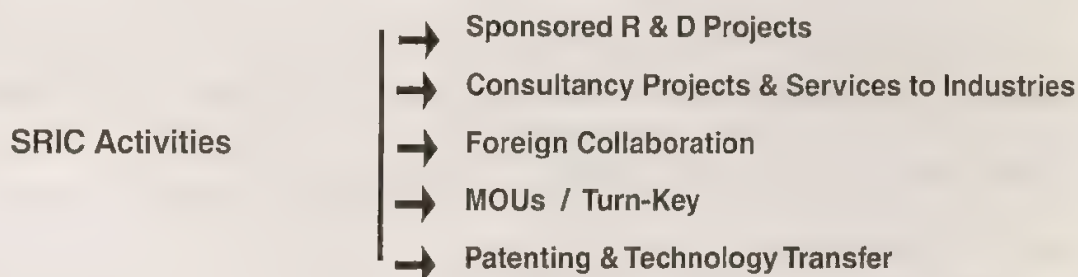 SRIC Activities
Sponsored R & D Projects
Consultancy Projects & Services to Industries
Foreign Collaboration
MOUs / Turn-Key
Patenting & Technology Transfer